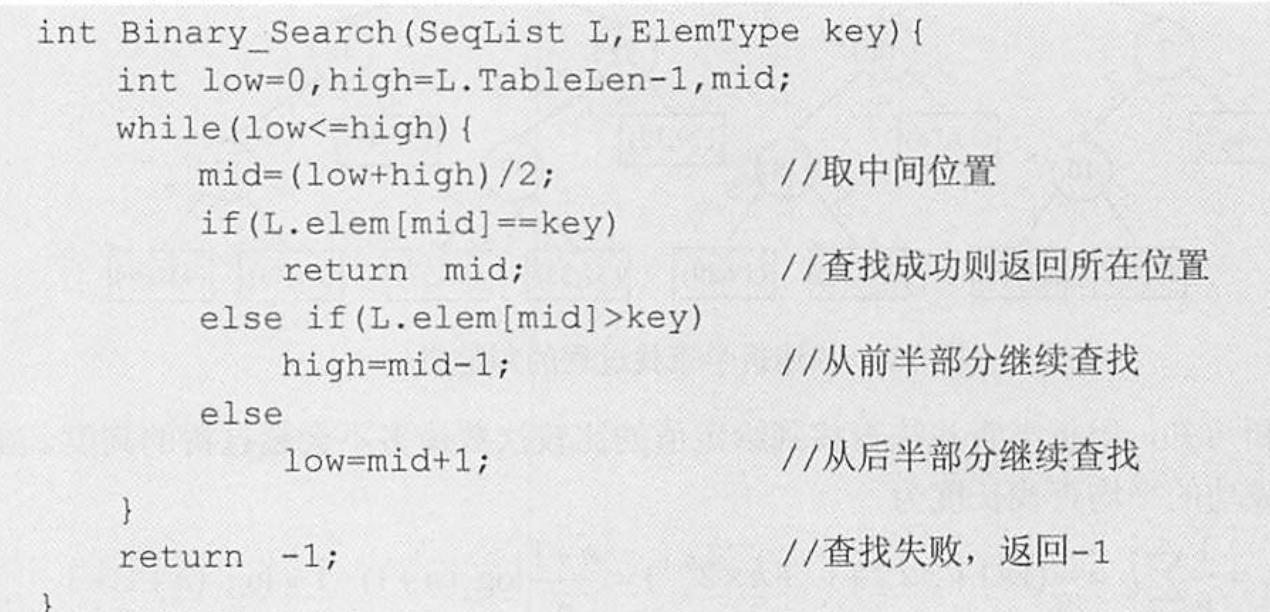 int Binary_Search(SeqList L,ElemType key){
int low=0,high=L.TableLen-1,mid;
while(low<=high){
mid=(low+high)/2; //取中间位置
if(L.elem[mid]==key)
return mid; //查找成功则返回所在位置
else if(L.elem[mid]>key)
high=mid-1; //从前半部分继续查找
else
low=mid+1; //从后半部分继续查找
}
return -1; //查找失败，返回-1
}